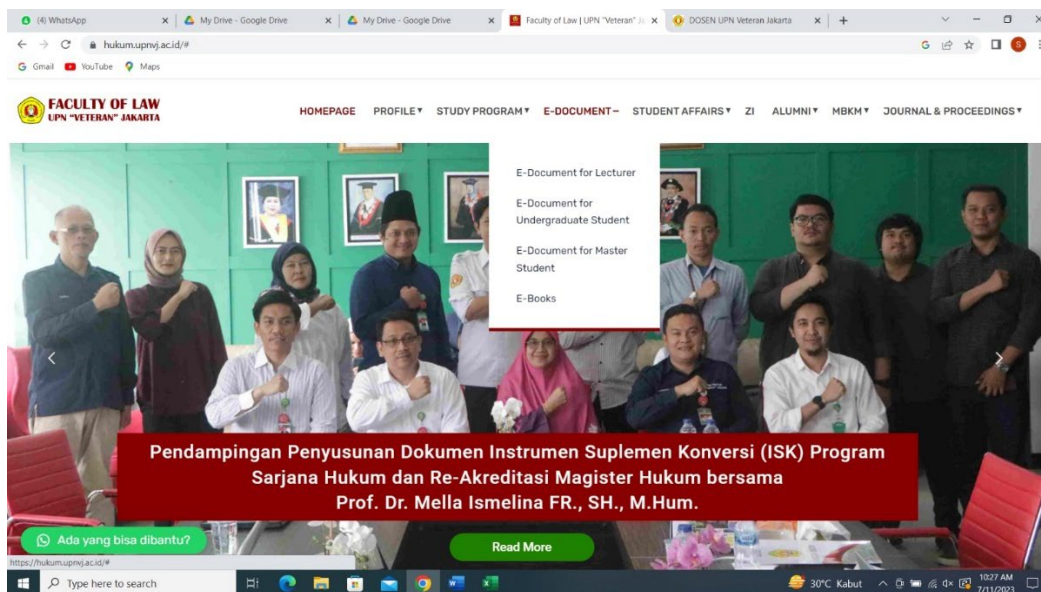 (4) WhatsApp
My Drive - Google Drive
My Drive - Google Drive
Faculty of Law | UPN "Veteran" Ja
DOSEN UPN Veteran Jakarta
hukum.upnvj.ac.id/#
Gmail
YouTube
Maps
FACULTY OF LAW
UPN "VETERAN" JAKARTA
HOMEPAGE
PROFILE
STUDY PROGRAM
E-DOCUMENT
STUDENT AFFAIRS
ZI
ALUMNI
MBKM
JOURNAL & PROCEEDINGS
E-Document for Lecturer
E-Document for
Undergraduate Student
E-Document for Master
Student
E-Books
Pendampingan Penyusunan Dokumen Instrumen Suplemen Konversi (ISK) Program
Sarjana Hukum dan Re-Akreditasi Magister Hukum bersama
Prof. Dr. Mella Ismelina FR., SH., M.Hum.
Ada yang bisa dibantu?
Read More
https://hukum.upnvj.ac.id/#
Type here to search
30°C Kabut
10:27 AM
7/11/2023